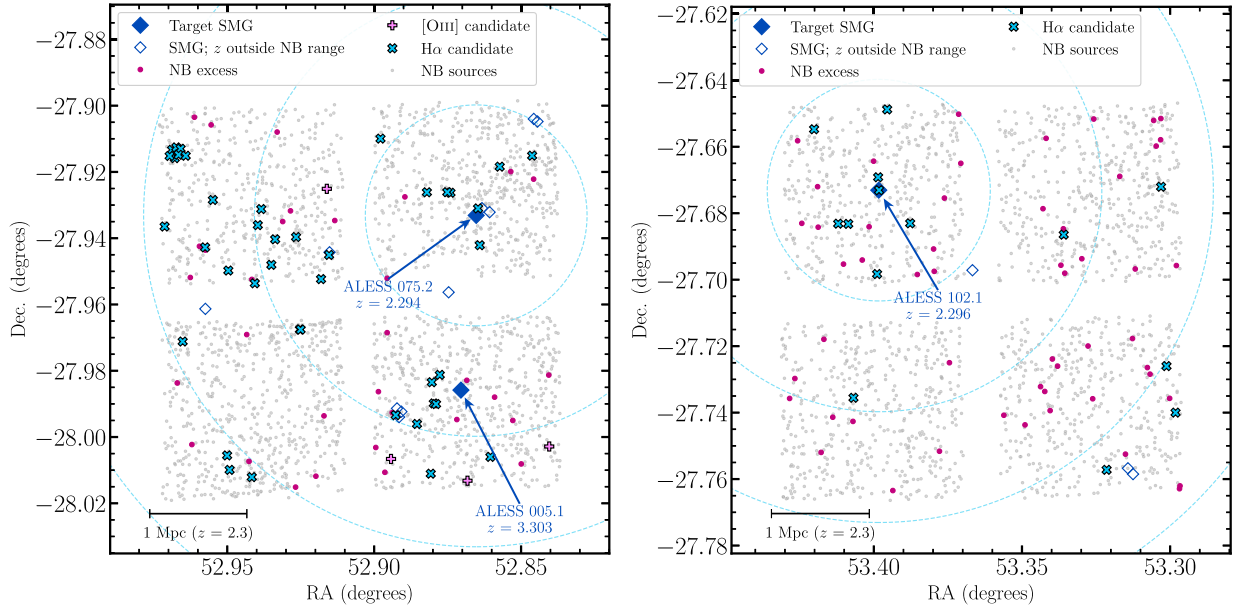 Target SMG
SMG; z outside NB range
NB excess
[OIII] candidate
Hα candidate
NB sources
−27.88
−27.90
−27.92
−27.94
−27.96
−27.98
−28.00
−28.02
Dec. (degrees)
ALESS 075.2
z = 2.294
ALESS 005.1
z = 3.303
1 Mpc (z = 2.3)
52.95
52.90
52.85
RA (degrees)
Target SMG
SMG; z outside NB range
NB excess
Hα candidate
NB sources
−27.62
−27.64
−27.66
−27.68
−27.70
−27.72
−27.74
−27.76
−27.78
Dec. (degrees)
ALESS 102.1
z = 2.296
1 Mpc (z = 2.3)
53.40
53.35
53.30
RA (degrees)